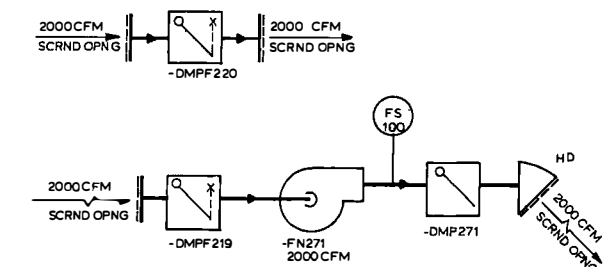 2000CFM
SCRND OPNG
2000 CFM
SCRND OPNG
-DMPF220
FS
100
HD
2000CFM
SCRND OPNG
2000 CFM
SCRND OPNG
-DMPF219
-FN271
2000CFM
-DMP271